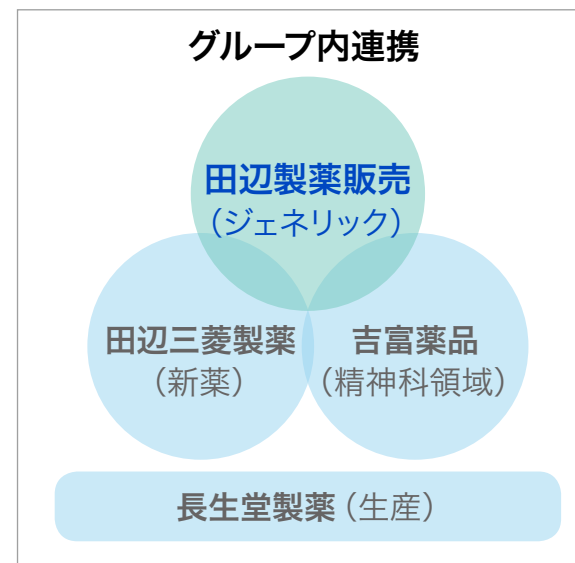 グループ内連携
田辺製薬販売
（ジェネリック）
田辺三菱製薬
（新薬）
吉富薬品
（精神科領域）
長生堂製薬（生産）